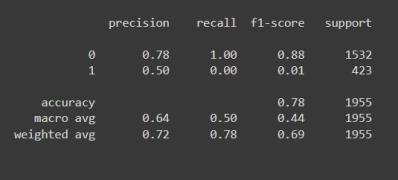 precision recall f1-score support
0 0.78 1.00 0.88 1532
1 0.50 0.00 0.01 423
accuracy 0.78 1955
macro avg 0.64 0.50 0.44 1955
weighted avg 0.72 0.78 0.69 1955